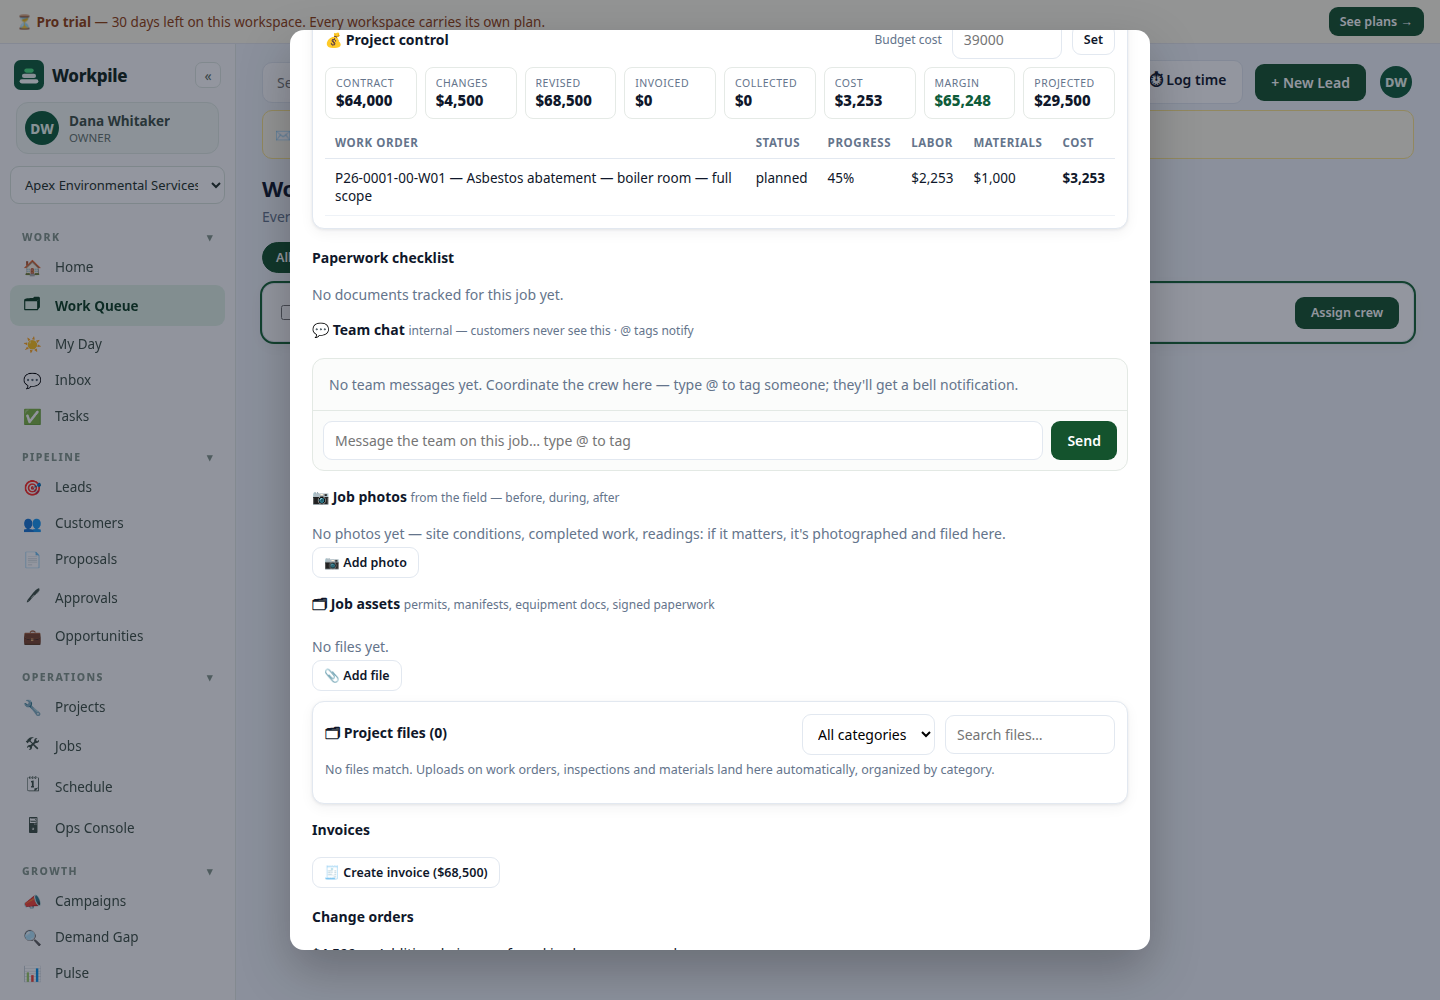 ⏳ Pro trial — 30 days left on this workspace. Every workspace carries its own plan.
See plans →
Workpile
«
DW
Dana Whitaker
OWNER
Apex Environmental Services
WORK
Home
Work Queue
My Day
Inbox
Tasks
PIPELINE
Leads
Customers
Proposals
Approvals
Opportunities
OPERATIONS
Projects
Jobs
Schedule
Ops Console
GROWTH
Campaigns
Demand Gap
Pulse
Log time
+ New Lead
DW
Assign crew
💰 Project control
Budget cost
39000
Set
CONTRACT
$64,000
CHANGES
$4,500
REVISED
$68,500
INVOICED
$0
COLLECTED
$0
COST
$3,253
MARGIN
$65,248
PROJECTED
$29,500
WORK ORDER STATUS PROGRESS LABOR MATERIALS COST
P26-0001-00-W01 — Asbestos abatement — boiler room — full scope planned 45% $2,253 $1,000 $3,253
Paperwork checklist
No documents tracked for this job yet.
💬 Team chat internal — customers never see this · @ tags notify
No team messages yet. Coordinate the crew here — type @ to tag someone; they'll get a bell notification.
Message the team on this job... type @ to tag
Send
📷 Job photos from the field — before, during, after
No photos yet — site conditions, completed work, readings: if it matters, it's photographed and filed here.
📷 Add photo
🗂 Job assets permits, manifests, equipment docs, signed paperwork
No files yet.
📎 Add file
🗂 Project files (0)
All categories
Search files...
No files match. Uploads on work orders, inspections and materials land here automatically, organized by category.
Invoices
🧾 Create invoice ($68,500)
Change orders